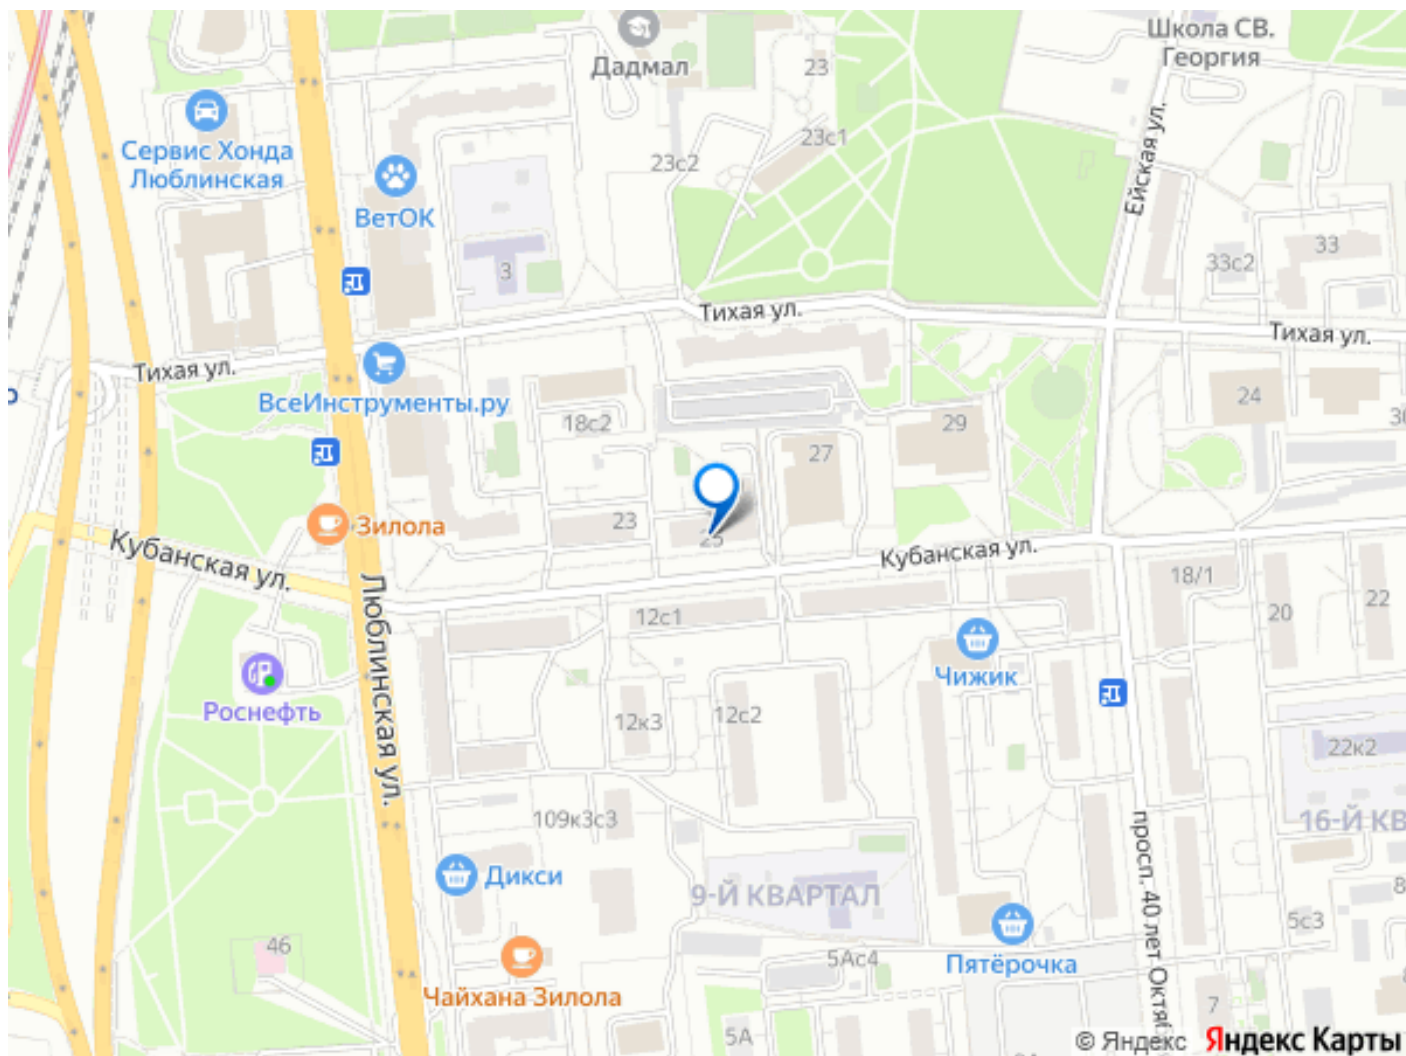 Школа СВ.
Георгия
Дадмал
23
23с1
23с2
Ейская ул.
Сервис Хонда
Люблинская
ВетОК
3
33
33с2
Тихая ул.
Тихая ул.
Тихая ул.
ВсеИнструменты.ру
18с2
24
29
27
23
25
Зилола
Кубанская ул.
Кубанская ул.
Люблинская ул.
18/1
20
22
12с1
Чижик
Роснефть
12к3
12с2
22к2
109к3с3
16-Й КВ
просп. 40 лет Октя
Дикси
9-Й КВАРТАЛ
5с3
46
Пятёрочка
5Ас4
Чайхана Зилола
7
5А
© Яндекс Яндекс Карты